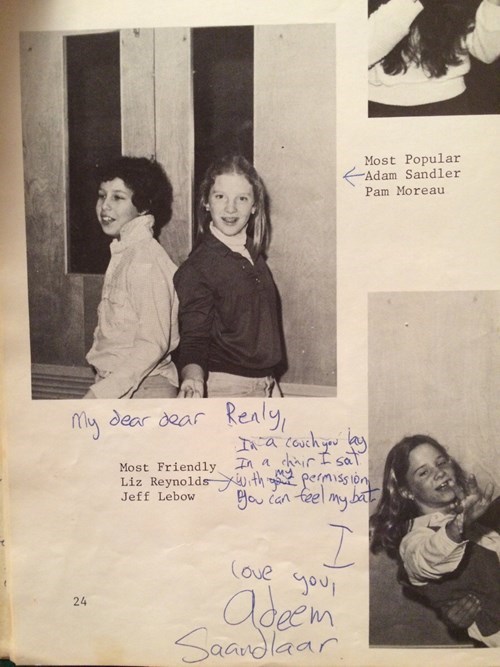 Most Popular
Adam Sandler
Pam Moreau
My dear dear Renly,
In a couch you lay
In a chair I sat
Most Friendly
Liz Reynolds
Jeff Lebow
With my permission
You can feel my bat
I
love you,
Adeem
Saandlaar
24